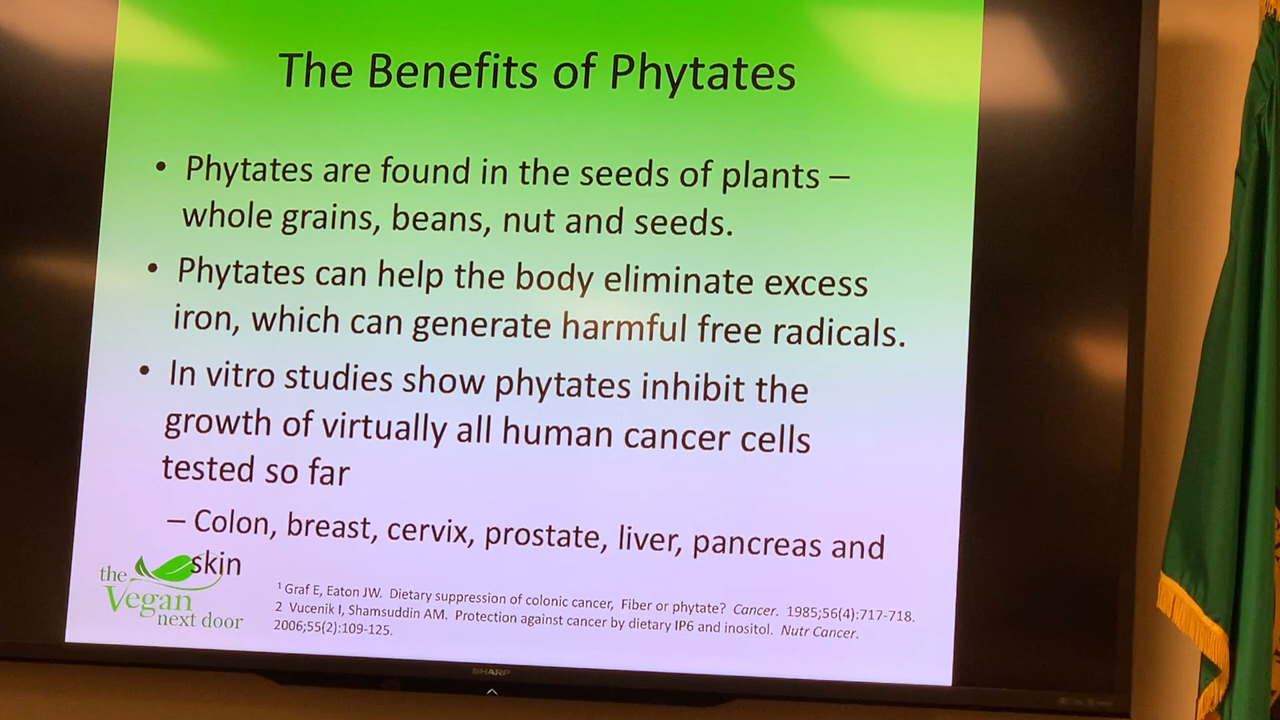 The Benefits of Phytates
• Phytates are found in the seeds of plants –
whole grains, beans, nut and seeds.
• Phytates can help the body eliminate excess
iron, which can generate harmful free radicals.
• In vitro studies show phytates inhibit the
growth of virtually all human cancer cells
tested so far
– Colon, breast, cervix, prostate, liver, pancreas and
skin
the
Vegan
next door
1 Graf E, Eaton JW. Dietary suppression of colonic cancer, Fiber or phytate? Cancer. 1985;56(4):717-718.
2 Vucenik I, Shamsuddin AM. Protection against cancer by dietary IP6 and inositol. Nutr Cancer.
2006;55(2):109-125.
SHARP